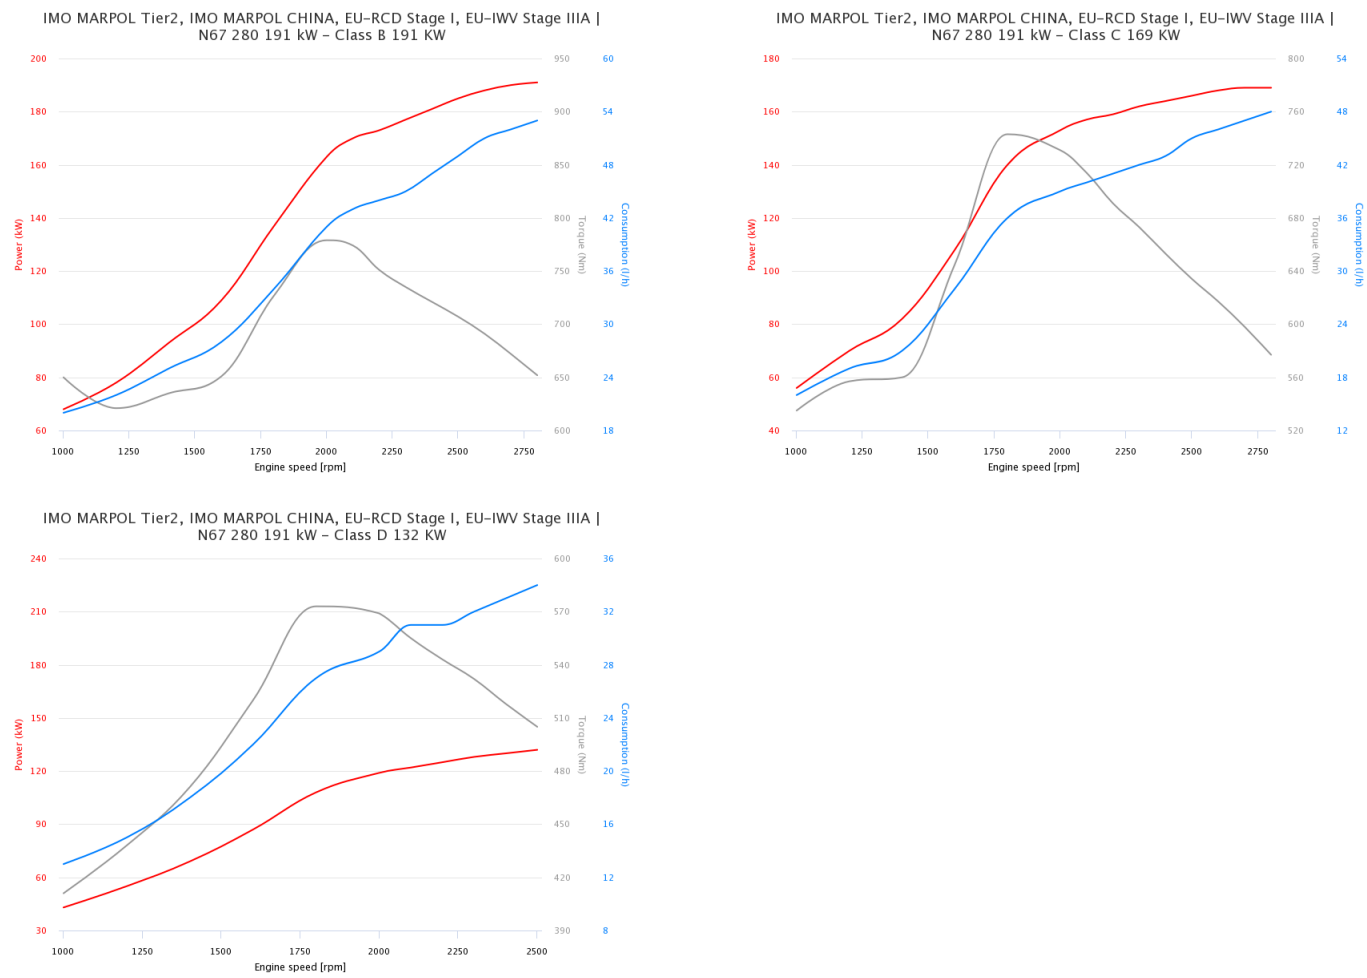 IMO MARPOL Tier2, IMO MARPOL CHINA, EU-RCD Stage I, EU-IWV Stage IIIA |
N67 280 191 kW - Class B 191 KW
200 950 60
180 900 54
160 850 48
140 800 42
120 750 36
100 700 30
80 650 24
60 600 18
Power (kW)
Torque (Nm)
Consumption (l/h)
1000 1250 1500 1750 2000 2250 2500 2750
Engine speed [rpm]
IMO MARPOL Tier2, IMO MARPOL CHINA, EU-RCD Stage I, EU-IWV Stage IIIA |
N67 280 191 kW - Class C 169 KW
180 800 54
160 760 48
140 720 42
120 680 36
100 640 30
80 600 24
60 560 18
40 520 12
Power (kW)
Torque (Nm)
Consumption (l/h)
1000 1250 1500 1750 2000 2250 2500 2750
Engine speed [rpm]
IMO MARPOL Tier2, IMO MARPOL CHINA, EU-RCD Stage I, EU-IWV Stage IIIA |
N67 280 191 kW - Class D 132 KW
240 600 36
210 570 32
180 540 28
150 510 24
120 480 20
90 450 16
60 420 12
30 390 8
Power (kW)
Torque (Nm)
Consumption (l/h)
1000 1250 1500 1750 2000 2250 2500
Engine speed [rpm]